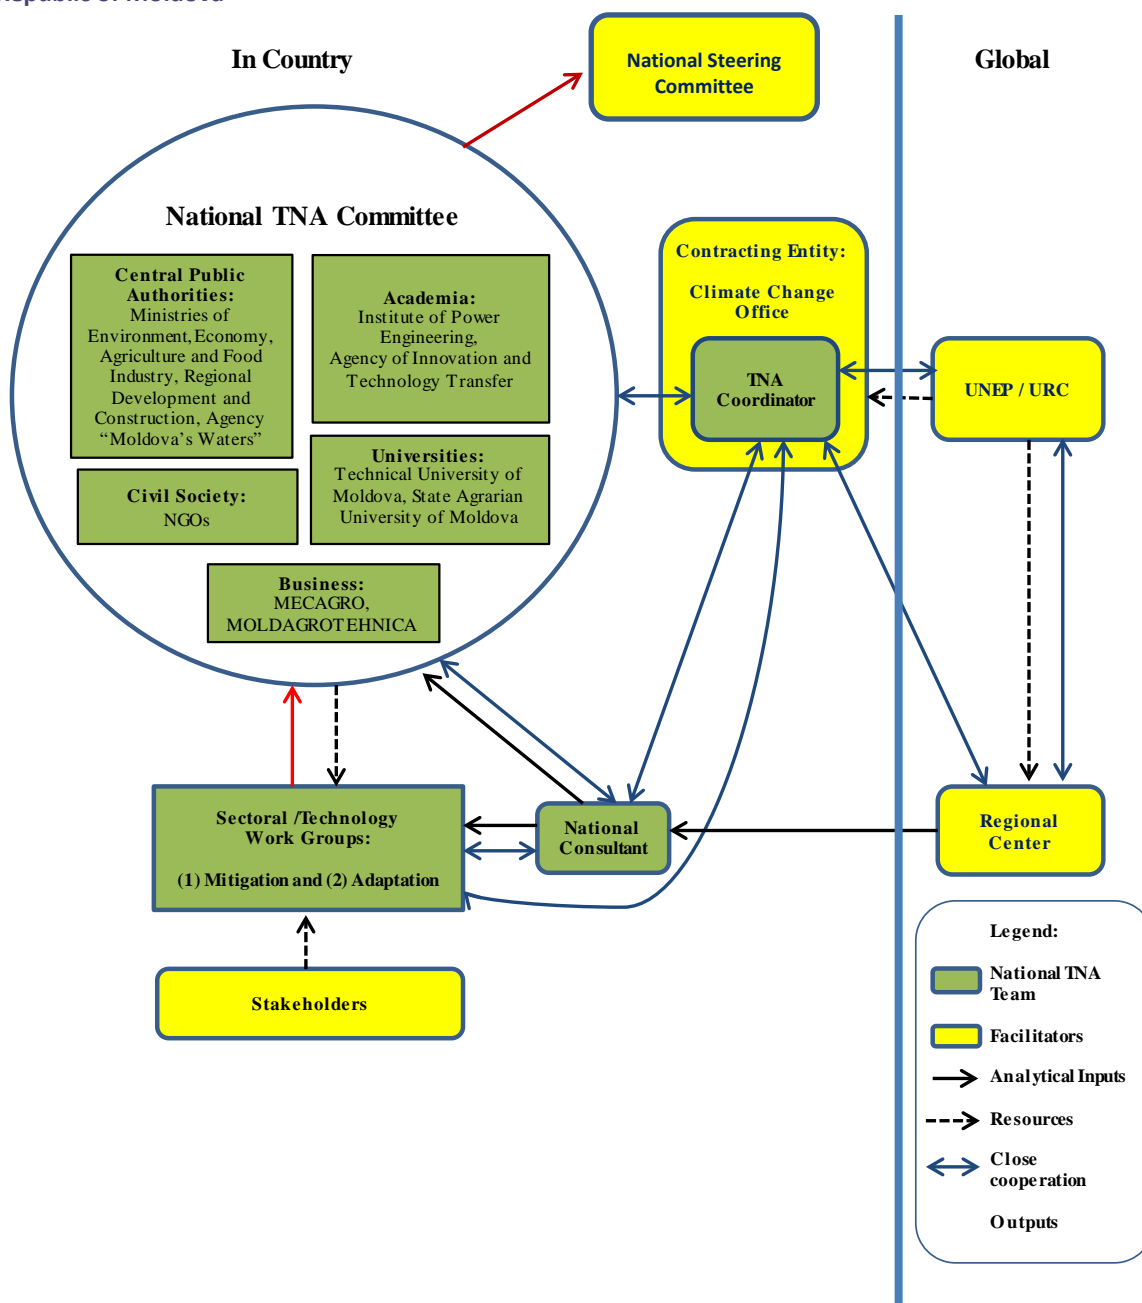 Republic of Moldova
In Country
National Steering
Committee
Global
National TNA Committee
Central Public
Authorities:
Ministries of
Environment, Economy,
Agriculture and Food
Industry, Regional
Development and
Construction, Agency
“Moldova’s Waters”
Academia:
Institute of Power
Engineering,
Agency of Innovation and
Technology Transfer
Civil Society:
NGOs
Universities:
Technical University of
Moldova, State Agrarian
University of Moldova
Business:
MECAGRO,
MOLDAGROTEHNICA
Contracting Entity:
Climate Change
Office
TNA
Coordinator
UNEP / URC
Sectoral /Technology
Work Groups:
(1) Mitigation and (2) Adaptation
National
Consultant
Regional
Center
Stakeholders
Legend:
National TNA
Team
Facilitators
Analytical Inputs
Resources
Close
cooperation
Outputs